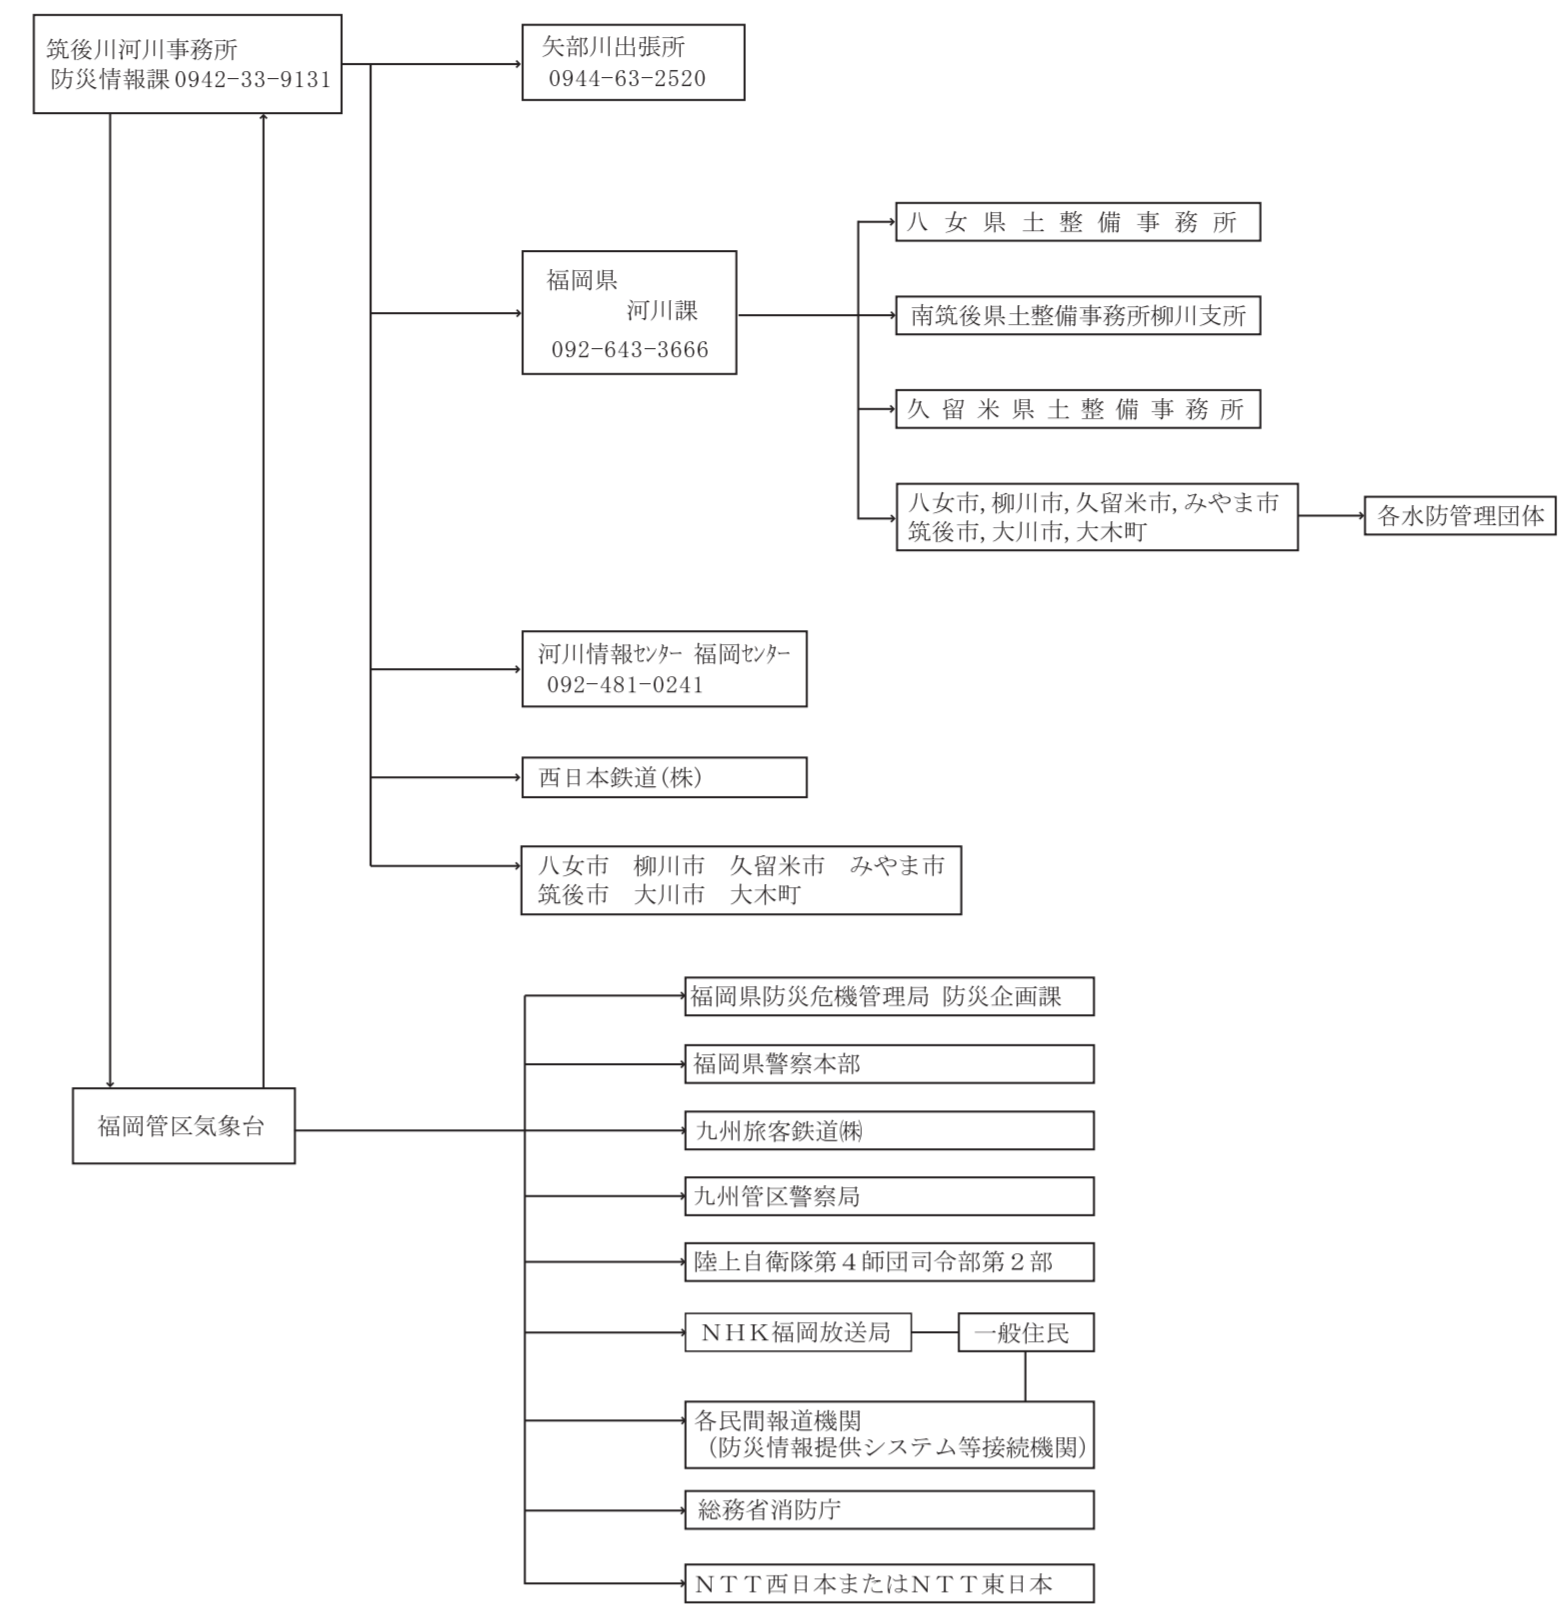 筑後川河川事務所
防災情報課0942-33-9131
矢部川出張所
0944-63-2520
八女県土整備事務所
福岡県
河川課
092-643-3666
南筑後県土整備事務所柳川支所
久留米県土整備事務所
八女市,柳川市,久留米市,みやま市
筑後市,大川市,大木町
各水防管理団体
河川情報ｾﾝﾀｰ 福岡ｾﾝﾀｰ
092-481-0241
西日本鉄道(株)
八女市　柳川市　久留米市　みやま市
筑後市　大川市　大木町
福岡県防災危機管理局 防災企画課
福岡県警察本部
福岡管区気象台
九州旅客鉄道㈱
九州管区警察局
陸上自衛隊第４師団司令部第２部
ＮＨＫ福岡放送局
一般住民
各民間報道機関
（防災情報提供システム等接続機関）
総務省消防庁
ＮＴＴ西日本またはＮＴＴ東日本